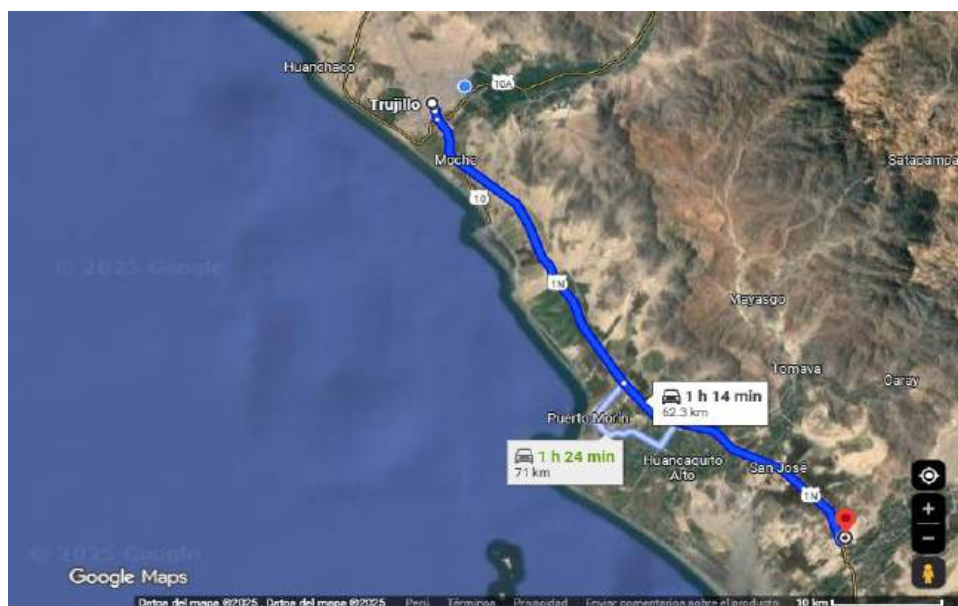 Huanchaco
Trujillo
10A
Moche
Satapampa
10
© 2025 Google
1N
Mayasgo
Tomava
Caray
1 h 14 min
62.3 km
Puerto Morin
1 h 24 min
71 km
Huancaquito
Alto
San José
1N
© 2025 Google
Google Maps
Datos del mapa ©2025 , Datos del mapa ©2025 Perú Términos Privacidad Enviar comentarios sobre el producto 10 km